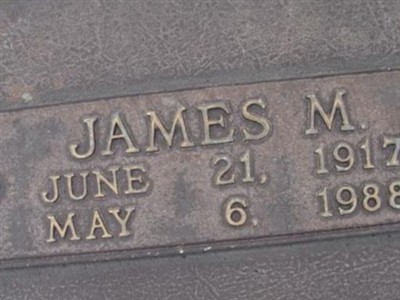 JAMES M.
JUNE 21, 1917
MAY 6. 1988